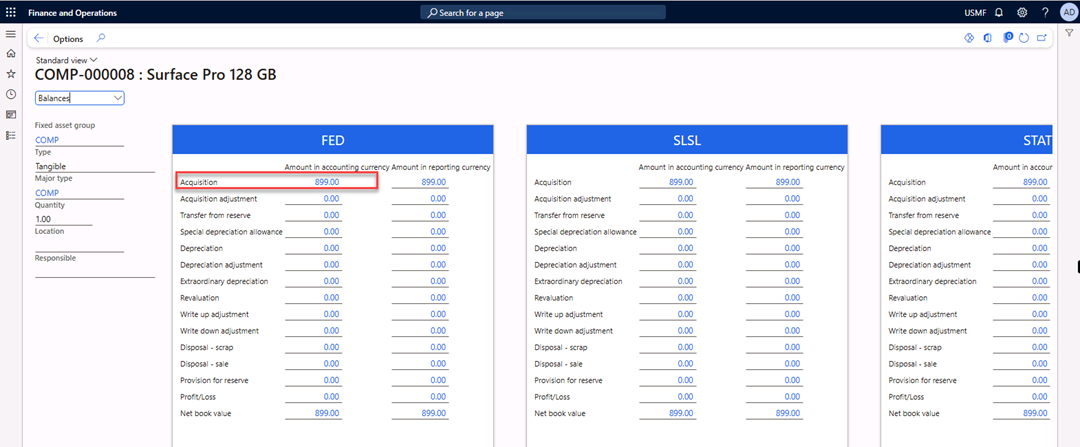 Finance and Operations Search for a page USMF AD
Options 0
Standard view
COMP-000008 : Surface Pro 128 GB
Balances
Fixed asset group
COMP
Type
Tangible
Major type
COMP
Quantity
1.00
Location
Responsible
FED
Amount in accounting currency Amount in reporting currency
Acquisition 899.00 899.00
Acquisition adjustment 0.00 0.00
Transfer from reserve 0.00 0.00
Special depreciation allowance 0.00 0.00
Depreciation 0.00 0.00
Depreciation adjustment 0.00 0.00
Extraordinary depreciation 0.00 0.00
Revaluation 0.00 0.00
Write up adjustment 0.00 0.00
Write down adjustment 0.00 0.00
Disposal - scrap 0.00 0.00
Disposal - sale 0.00 0.00
Provision for reserve 0.00 0.00
Profit/Loss 0.00 0.00
Net book value 899.00 899.00
SLSL
Amount in accounting currency Amount in reporting currency
Acquisition 899.00 899.00
Acquisition adjustment 0.00 0.00
Transfer from reserve 0.00 0.00
Special depreciation allowance 0.00 0.00
Depreciation 0.00 0.00
Depreciation adjustment 0.00 0.00
Extraordinary depreciation 0.00 0.00
Revaluation 0.00 0.00
Write up adjustment 0.00 0.00
Write down adjustment 0.00 0.00
Disposal - scrap 0.00 0.00
Disposal - sale 0.00 0.00
Provision for reserve 0.00 0.00
Profit/Loss 0.00 0.00
Net book value 899.00 899.00
STAT
Amount in accour
Acquisition 899.00
Acquisition adjustment 0.00
Transfer from reserve 0.00
Special depreciation allowance 0.00
Depreciation 0.00
Depreciation adjustment 0.00
Extraordinary depreciation 0.00
Revaluation 0.00
Write up adjustment 0.00
Write down adjustment 0.00
Disposal - scrap 0.00
Disposal - sale 0.00
Provision for reserve 0.00
Profit/Loss 0.00
Net book value 899.00